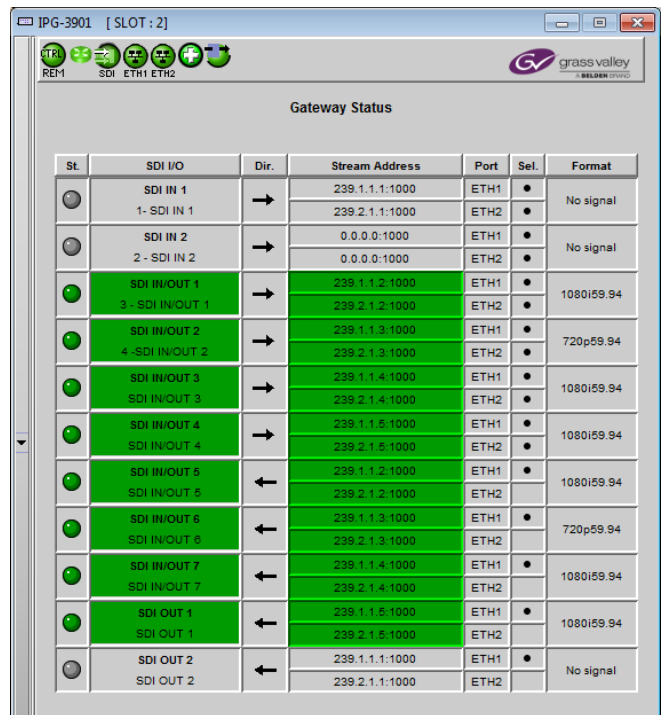 IPG-3901 [ SLOT : 2]
CTRL
REM SDI ETH1 ETH2
GV grass valley
A BELDEN BRAND
Gateway Status
St. SDI I/O Dir. Stream Address Port Sel. Format
SDI IN 1 239.1.1.1:1000 ETH1 No signal
1- SDI IN 1 239.2.1.1:1000 ETH2
SDI IN 2 0.0.0.0:1000 ETH1 No signal
2 - SDI IN 2 0.0.0.0:1000 ETH2
SDI IN/OUT 1 239.1.1.2:1000 ETH1 1080i59.94
3 - SDI IN/OUT 1 239.2.1.2:1000 ETH2
SDI IN/OUT 2 239.1.1.3:1000 ETH1 720p59.94
4 -SDI IN/OUT 2 239.2.1.3:1000 ETH2
SDI IN/OUT 3 239.1.1.4:1000 ETH1 1080i59.94
SDI IN/OUT 3 239.2.1.4:1000 ETH2
SDI IN/OUT 4 239.1.1.5:1000 ETH1 1080i59.94
SDI IN/OUT 4 239.2.1.5:1000 ETH2
SDI IN/OUT 5 239.1.1.2:1000 ETH1 1080i59.94
SDI IN/OUT 5 239.2.1.2:1000 ETH2
SDI IN/OUT 6 239.1.1.3:1000 ETH1 720p59.94
SDI IN/OUT 6 239.2.1.3:1000 ETH2
SDI IN/OUT 7 239.1.1.4:1000 ETH1 1080i59.94
SDI IN/OUT 7 239.2.1.4:1000 ETH2
SDI OUT 1 239.1.1.5:1000 ETH1 1080i59.94
SDI OUT 1 239.2.1.5:1000 ETH2
SDI OUT 2 239.1.1.1:1000 ETH1 No signal
SDI OUT 2 239.2.1.1:1000 ETH2